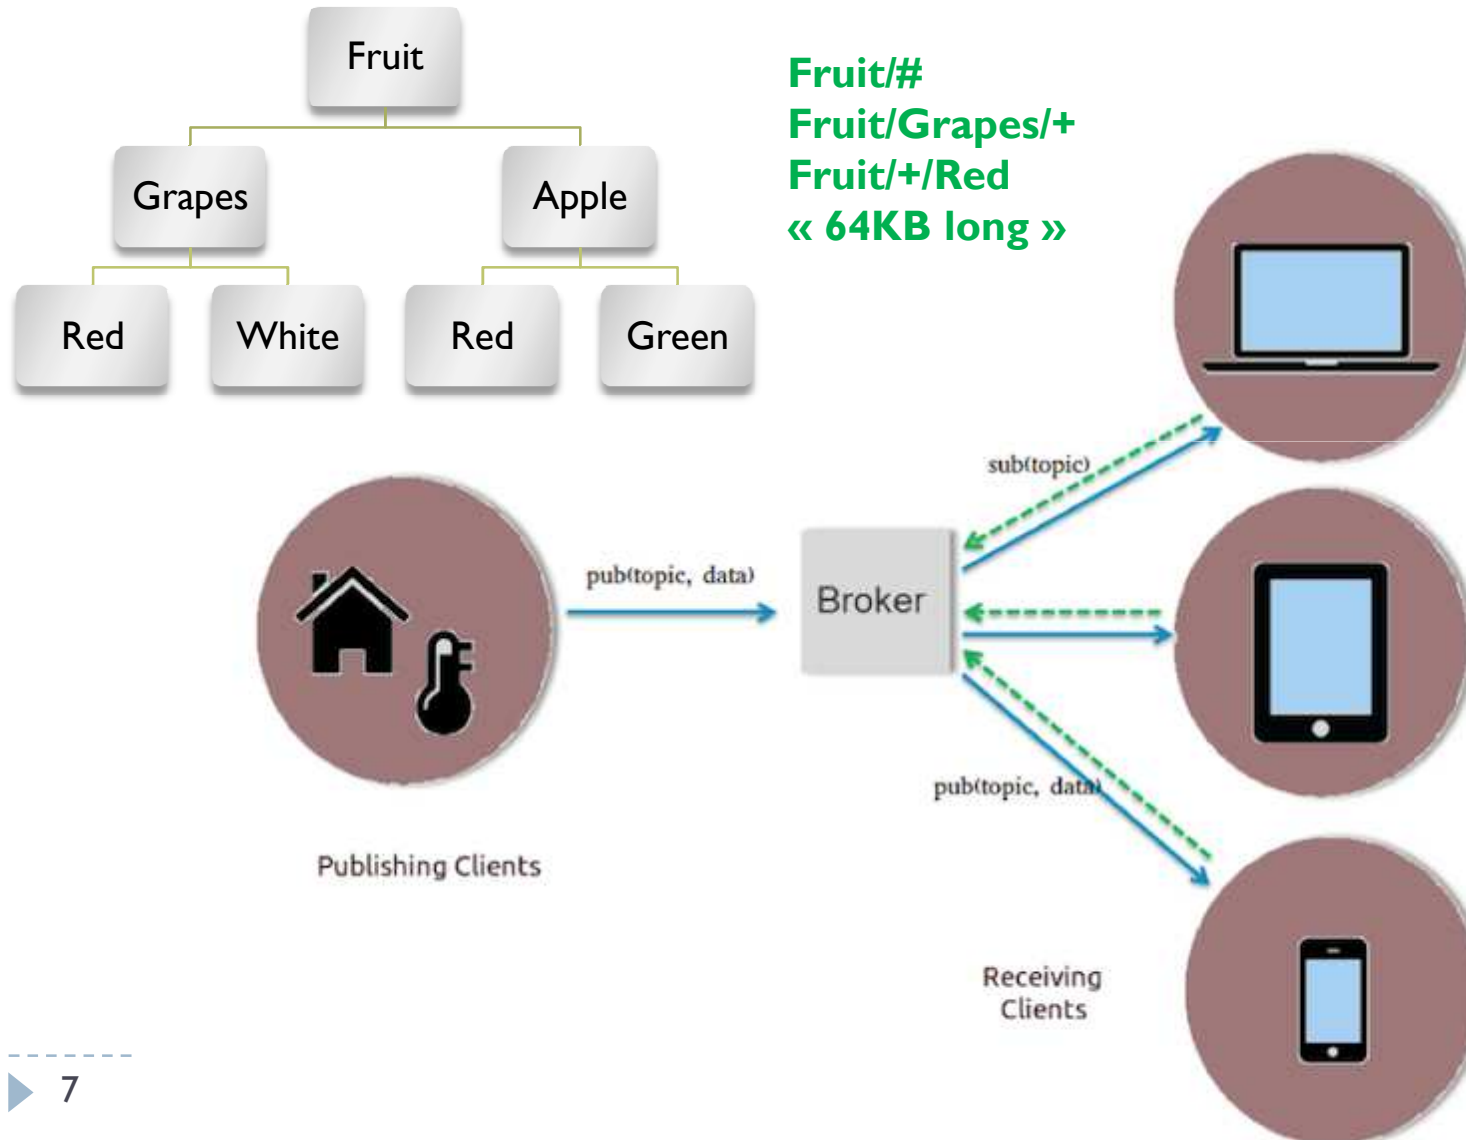 Fruit
Grapes
Apple
Red
White
Red
Green
Fruit/#
Fruit/Grapes/+
Fruit/+/Red
« 64KB long »
sub(topic)
pub(topic, data)
Broker
pub(topic, data)
Publishing Clients
Receiving
Clients
7